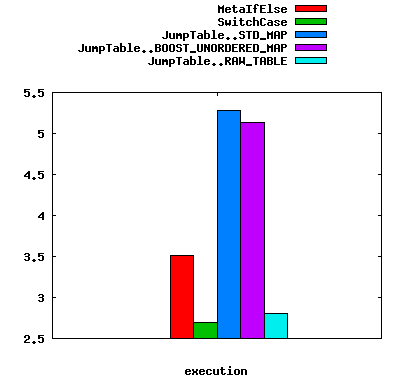 MetaIfElse
SwitchCase
JumpTable..STD_MAP
JumpTable..BOOST_UNORDERED_MAP
JumpTable..RAW_TABLE
5.5
5
4.5
4
3.5
3
2.5
execution